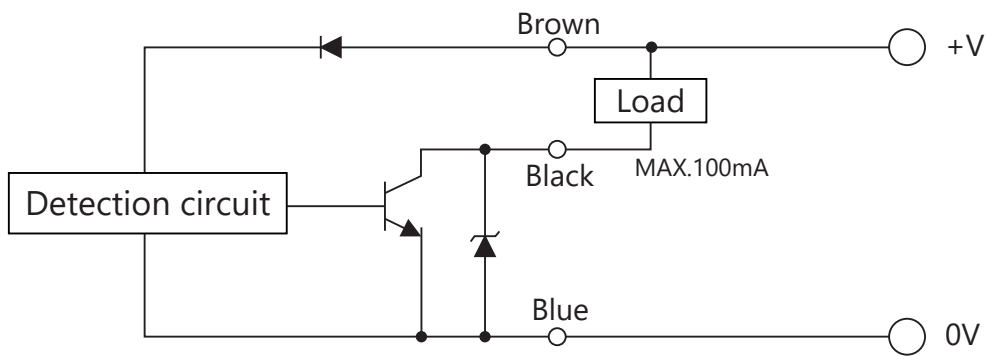 Brown
+V
Load
Black
MAX.100mA
Detection circuit
Blue
0V